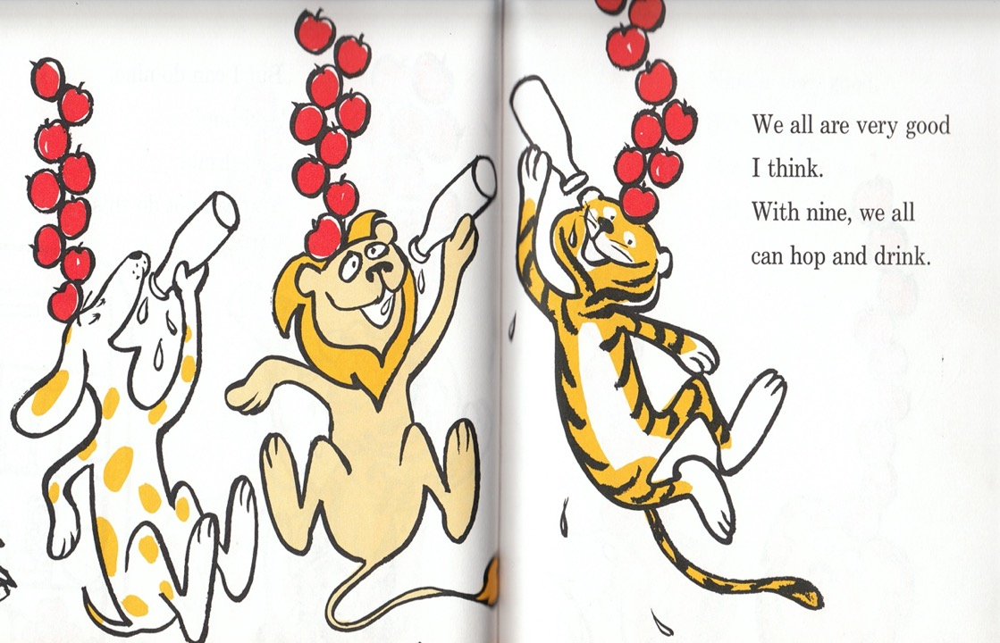 We all are very good
I think.
With nine, we all
can hop and drink.